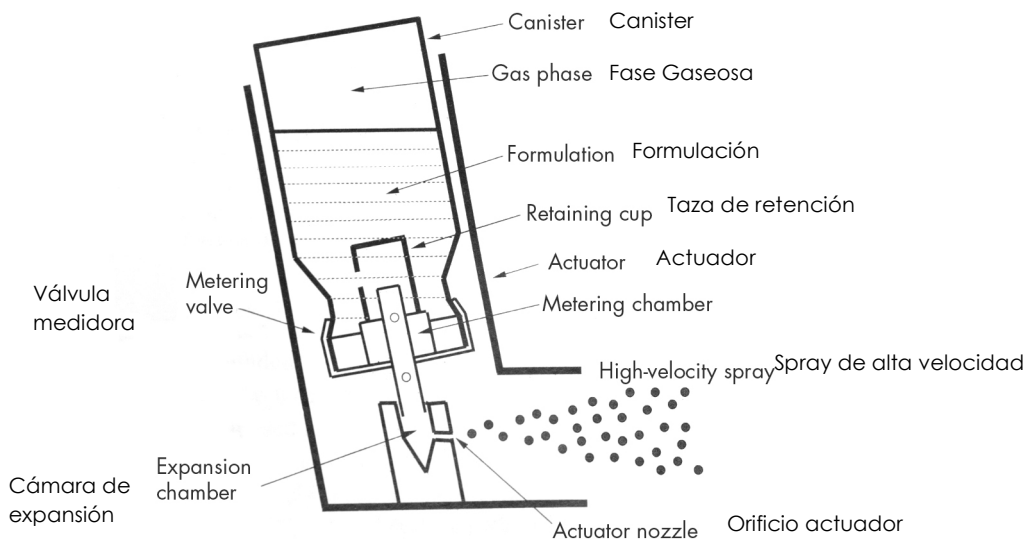 Canister Canister
Gas phase Fase Gaseosa
Formulation Formulación
Retaining cup Taza de retención
Actuator Actuador
Metering chamber
Metering
valve
Válvula
medidora
High-velocity spray Spray de alta velocidad
Expansion
chamber
Cámara de
expansión
Actuator nozzle Orificio actuador